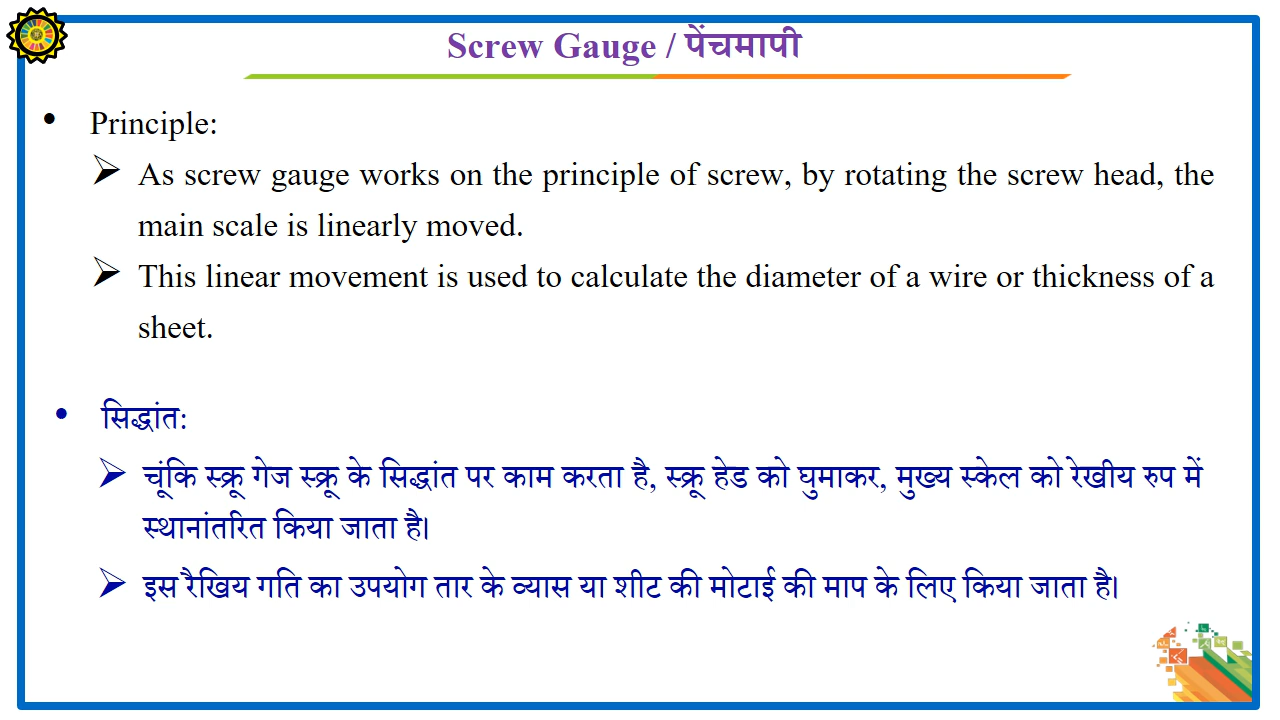 Screw Gauge / पेंचमापी
• Principle:
➢ As screw gauge works on the principle of screw, by rotating the screw head, the
main scale is linearly moved.
➢ This linear movement is used to calculate the diameter of a wire or thickness of a
sheet.
• सिद्धांत:
➢ चूंकि स्क्रू गेज स्क्रू के सिद्धांत पर काम करता है, स्क्रू हेड को घुमाकर, मुख्य स्केल को रेखीय रुप में
स्थानांतरित किया जाता है।
➢ इस रैखिय गति का उपयोग तार के व्यास या शीट की मोटाई की माप के लिए किया जाता है।